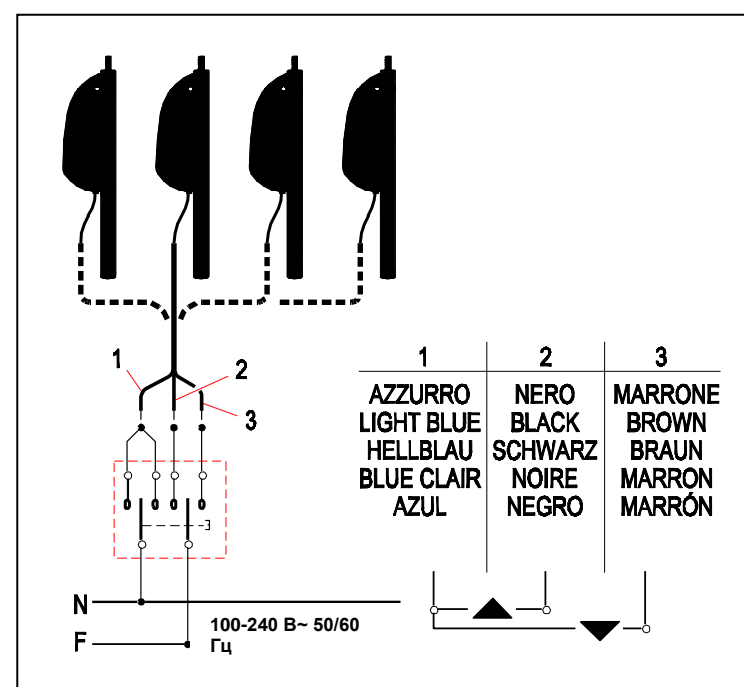 1
2
3
1 2 3
AZZURRO NERO MARRONE
LIGHT BLUE BLACK BROWN
HELLBLAU SCHWARZ BRAUN
BLUE CLAIR NOIRE MARRON
AZUL NEGRO MARRÓN
N
F
100-240 В~ 50/60
Гц